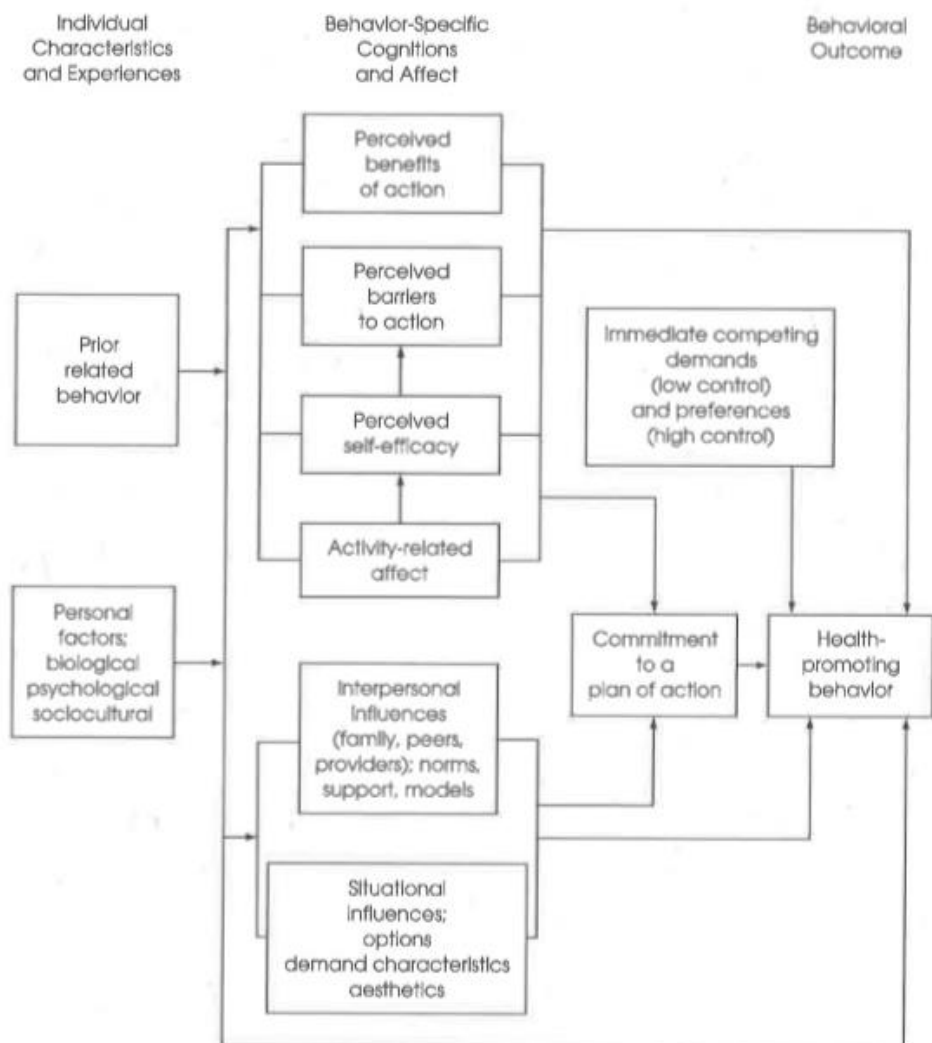 Individual
Characteristics
and Experiences
Behavior-Specific
Cognitions
and Affect
Behavioral
Outcome
Perceived
benefits
of action
Perceived
barriers
to action
Prior
related
behavior
Immediate competing
demands
(low control)
and preferences
(high control)
Perceived
self-efficacy
Activity-related
affect
Personal
factors;
biological
psychological
sociocultural
Commitment
to a
plan of action
Health-
promoting
behavior
Interpersonal
influences
(family, peers,
providers); norms,
support, models
Situational
influences;
options
demand characteristics
aesthetics